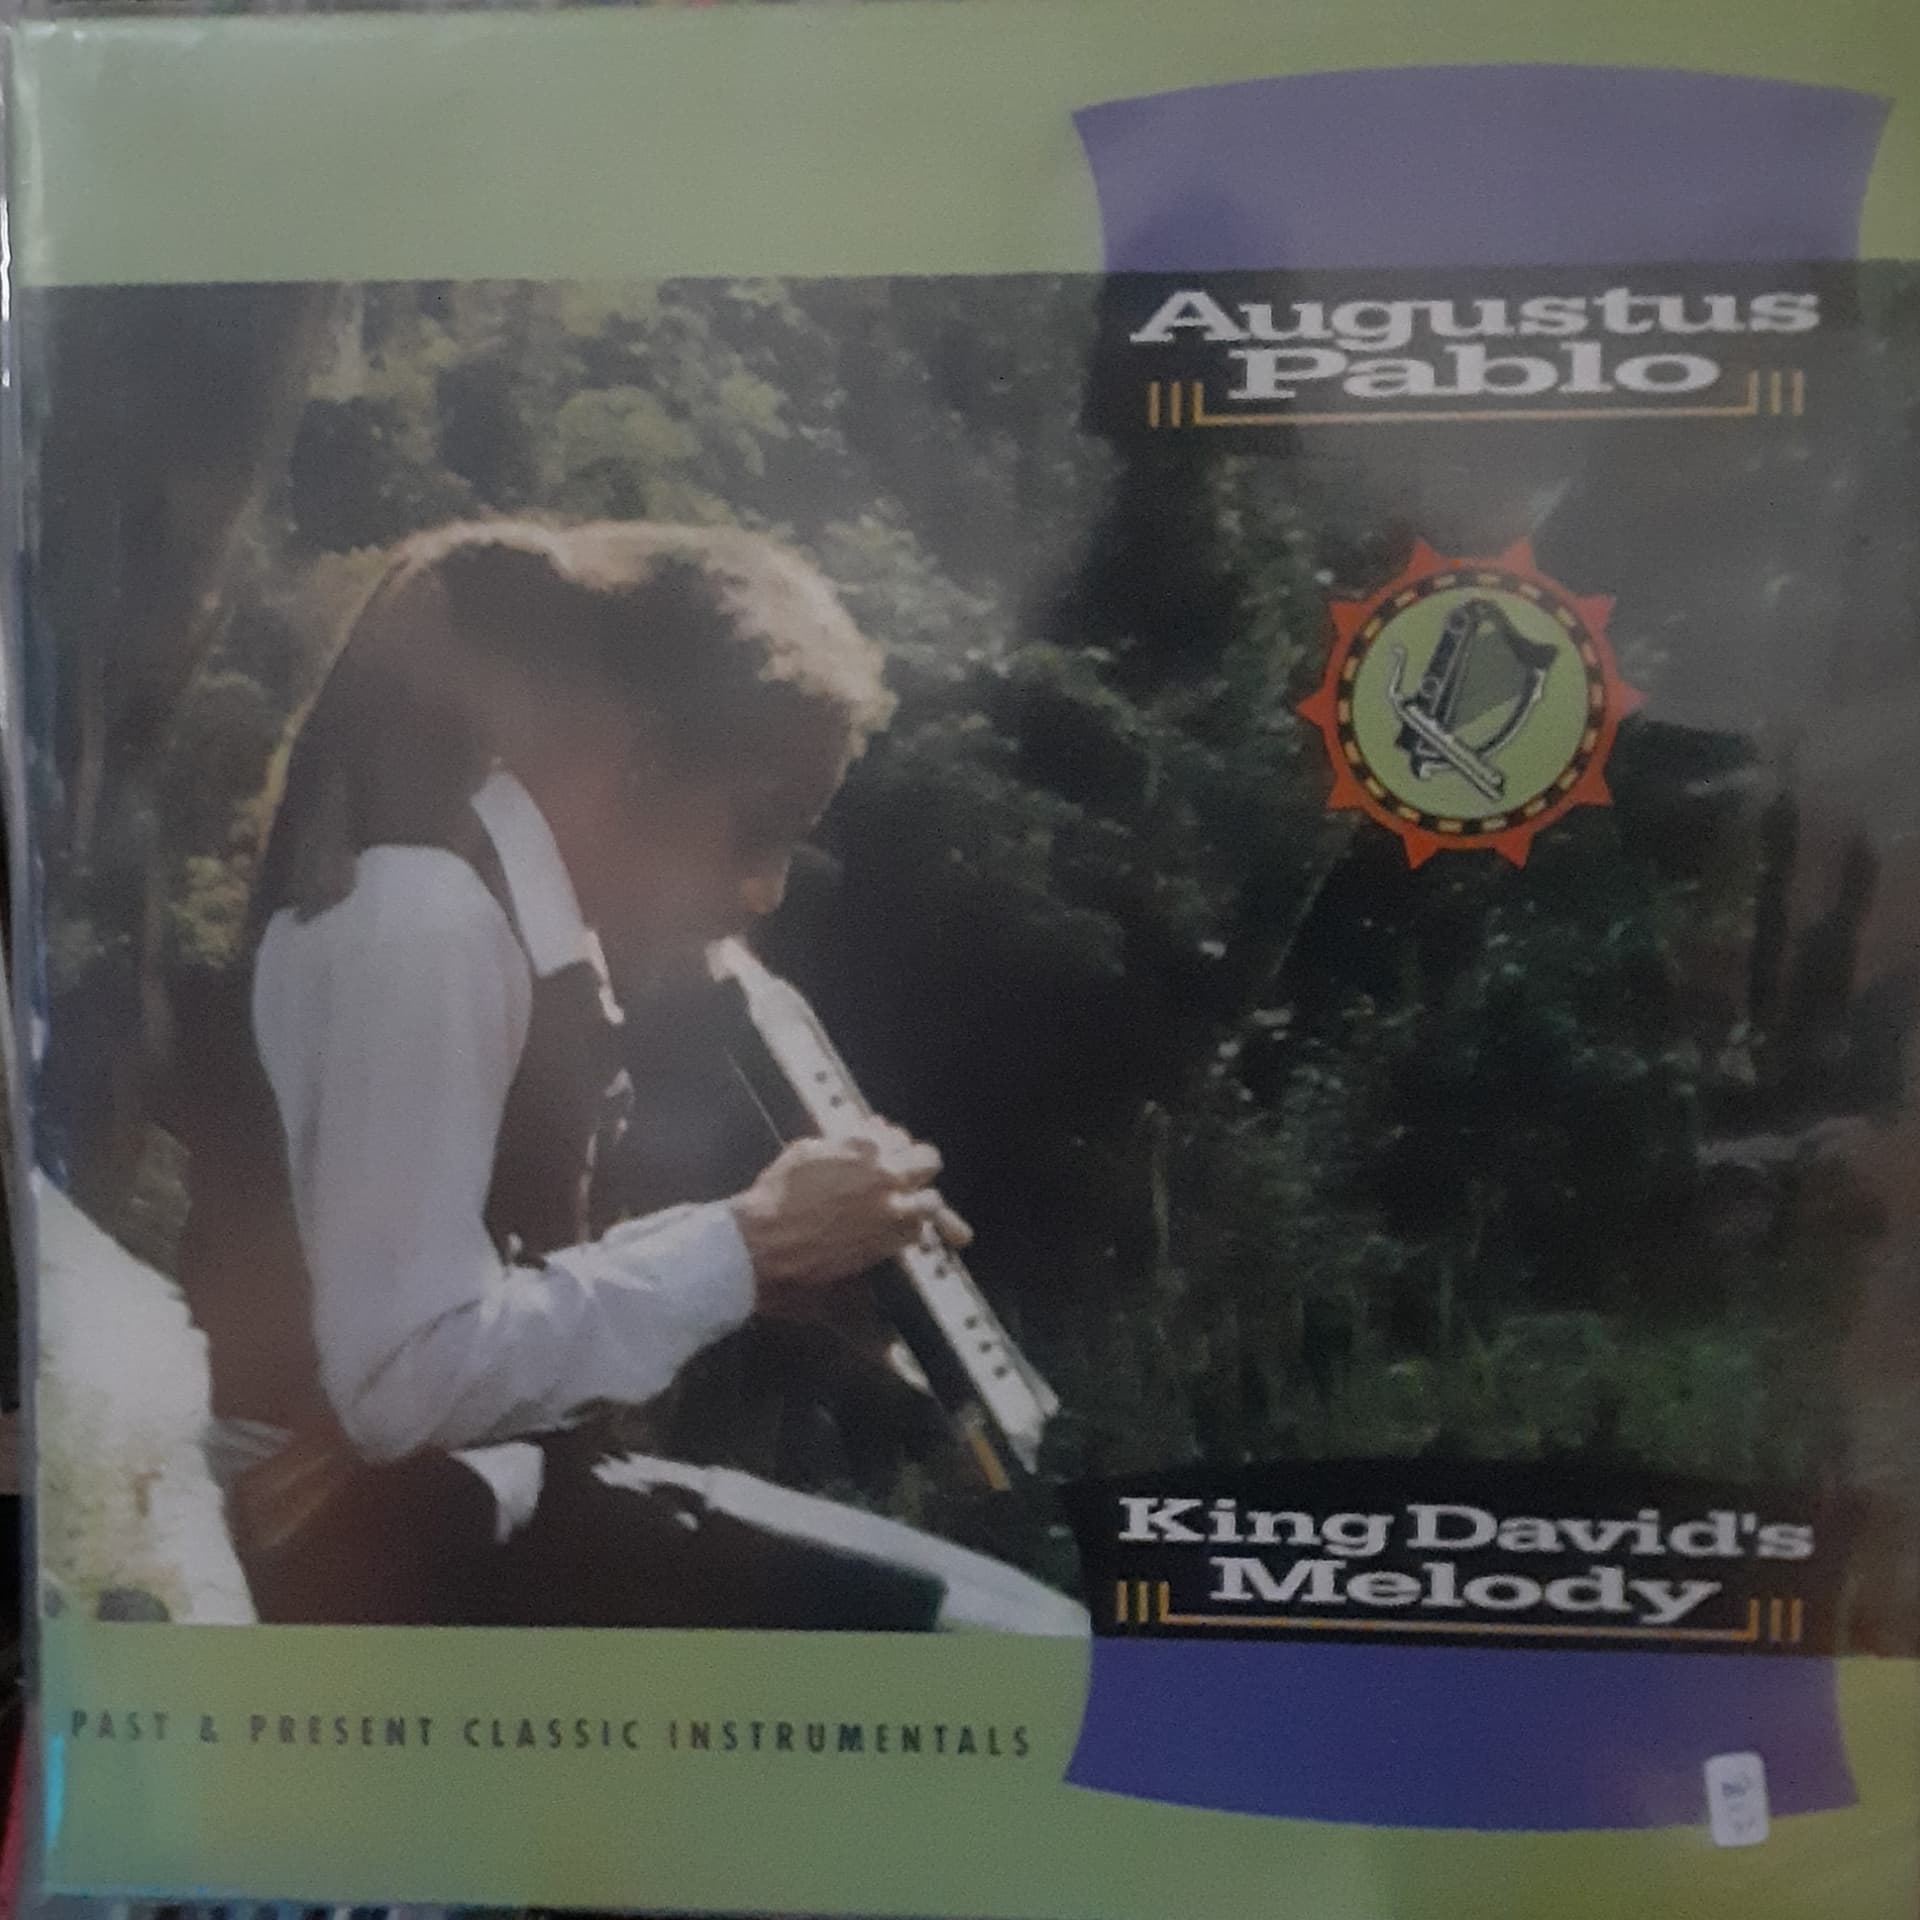 Augustus
Pablo
King David's
Melody
PAST & PRESENT CLASSIC INSTRUMENTALS